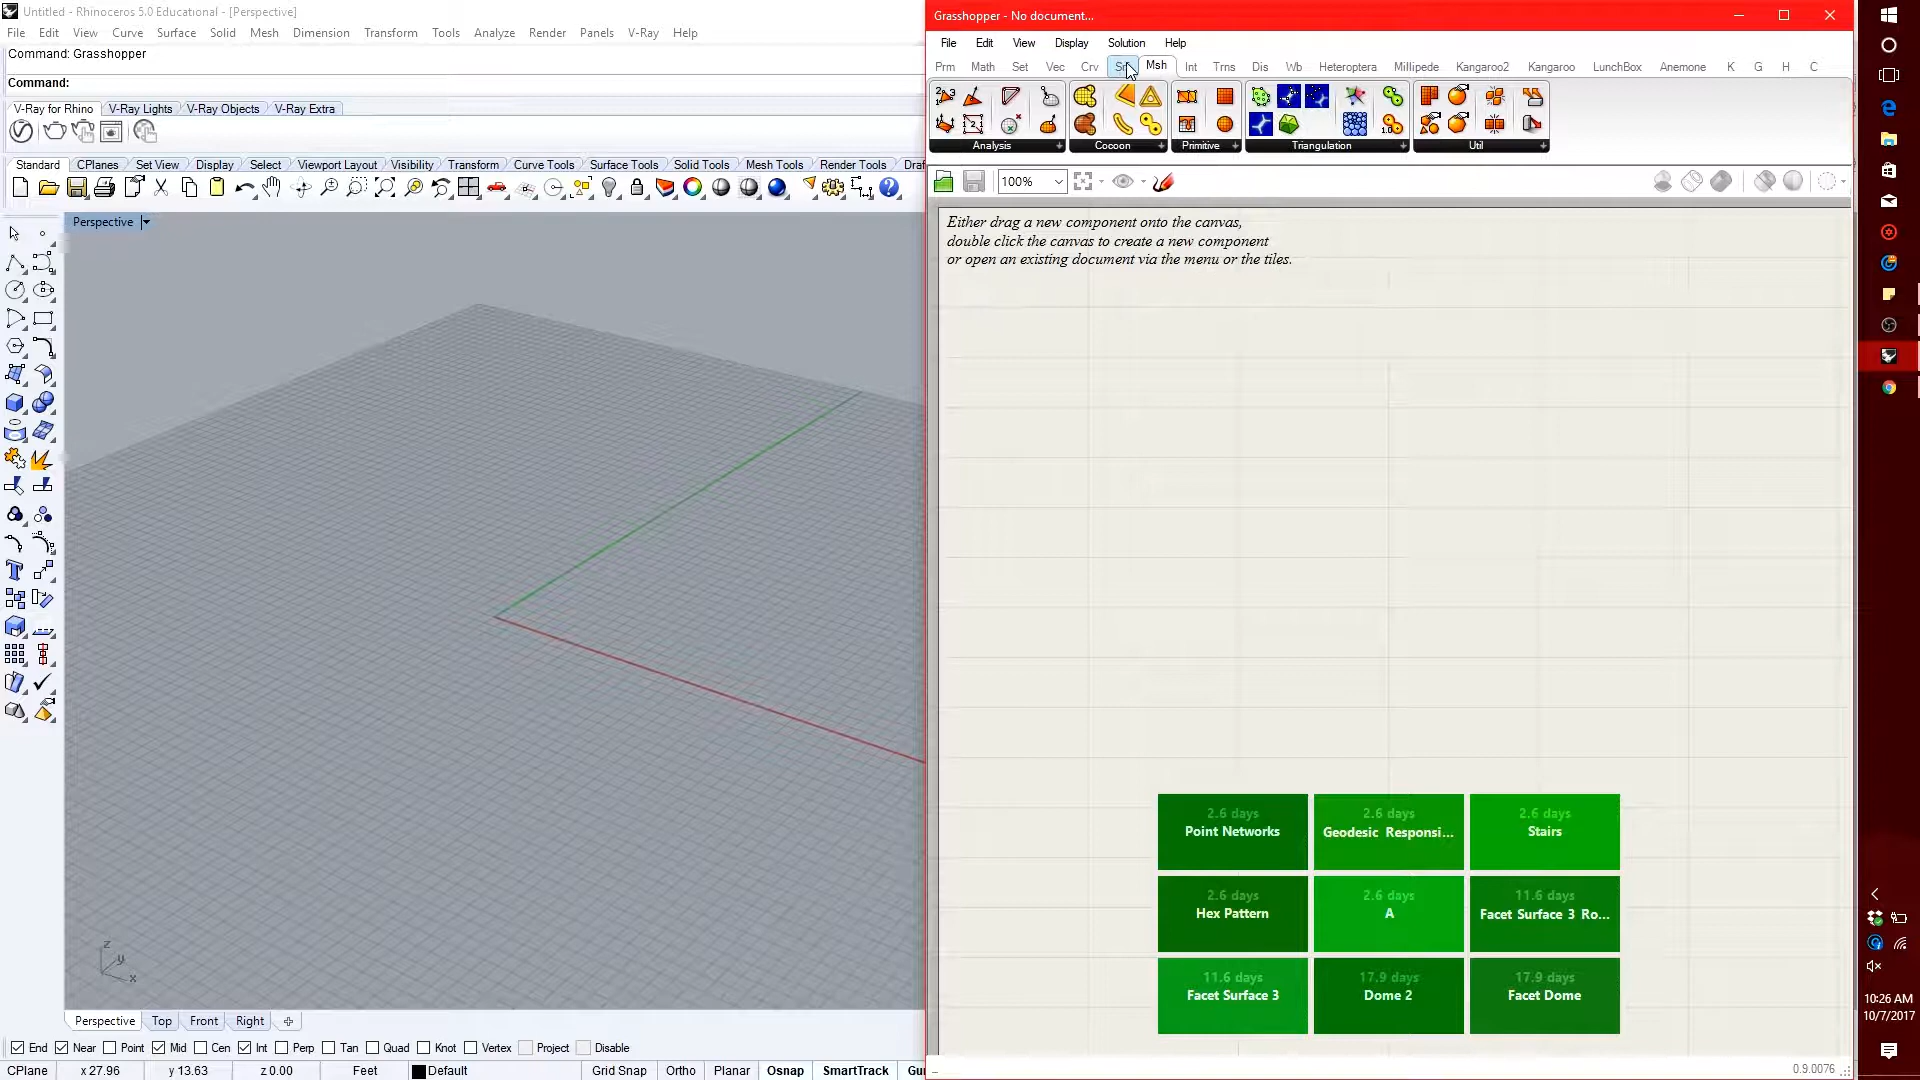 Untitled - Rhinoceros 5.0 Educational - [Perspective]
File Edit View Curve Surface Solid Mesh Dimension Transform Tools Analyze Render Panels V-Ray Help
Command: Grasshopper
Command:
V-Ray for Rhino V-Ray Lights V-Ray Objects V-Ray Extra
Standard CPlanes Set View Display Select Viewport Layout Visibility Transform Curve Tools Surface Tools Solid Tools Mesh Tools Render Tools Draf
Perspective
z
y
x
Perspective Top Front Right
End Near Point Mid Cen Int Perp Tan Quad Knot Vertex Project Disable
CPlane x 27.96 y 13.63 z 0.00 Feet Default Grid Snap Ortho Planar Osnap SmartTrack Gu
Grasshopper - No document...
File Edit View Display Solution Help
Prm Math Set Vec Crv Msh Int Trns Dis Wb Heteroptera Millipede Kangaroo2 Kangaroo LunchBox Anemone K G H C
Analysis Cocoon Primitive Triangulation Util
100%
Either drag a new component onto the canvas,
double click the canvas to create a new component
or open an existing document via the menu or the tiles.
2.6 days
Point Networks
2.6 days
Geodesic Responsi...
2.6 days
Stairs
2.6 days
Hex Pattern
2.6 days
A
11.6 days
Facet Surface 3 Ro...
11.6 days
Facet Surface 3
17.9 days
Dome 2
17.9 days
Facet Dome
0.9.0076
10:26 AM
10/7/2017